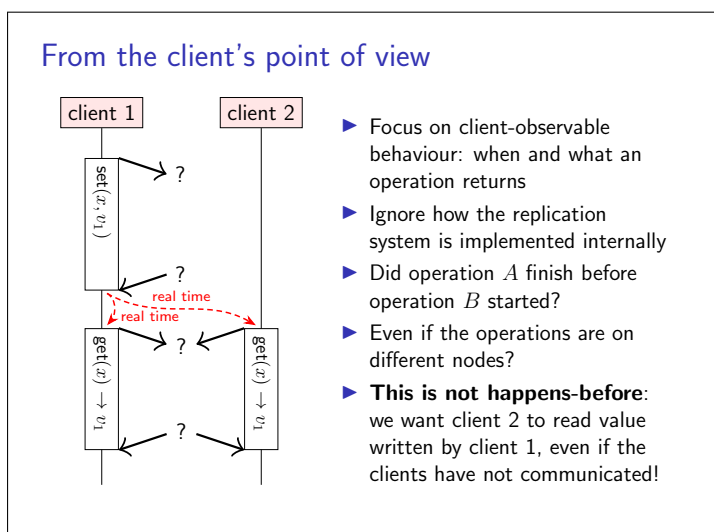 From the client's point of view
client 1
client 2
set(x, v₁)
?
?
real time
real time
get(x) → v₁
?
get(x) → v₁
?
▶ Focus on client-observable
behaviour: when and what an
operation returns
▶ Ignore how the replication
system is implemented internally
▶ Did operation A finish before
operation B started?
▶ Even if the operations are on
different nodes?
▶ This is not happens-before:
we want client 2 to read value
written by client 1, even if the
clients have not communicated!